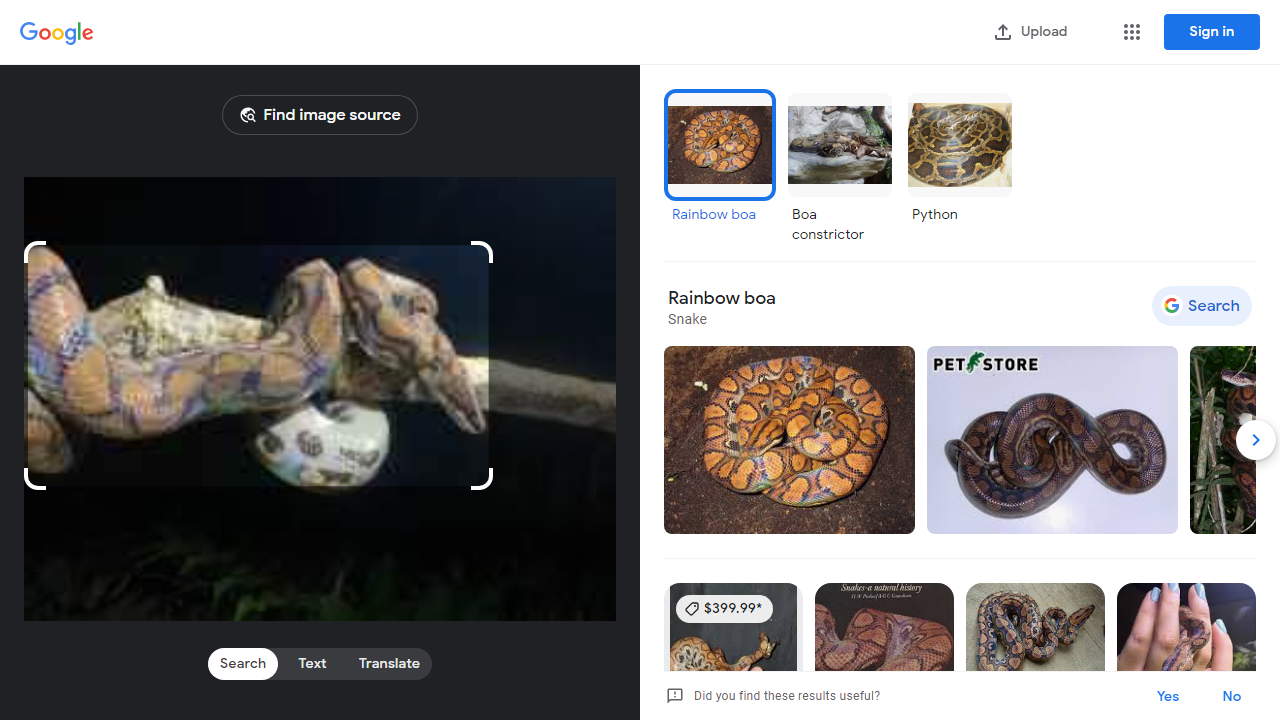 Google
Upload
Sign in
Find image source
Rainbow boa
Boa constrictor
Python
Rainbow boa
Snake
Search
PET STORE
$399.99*
Snakes-a natural history
Search
Text
Translate
Did you find these results useful?
Yes
No